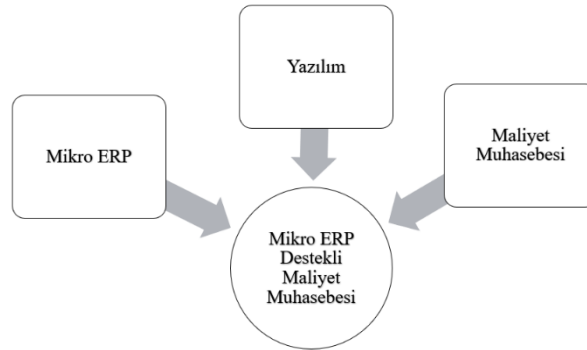 Yazılım
Mikro ERP
Maliyet
Muhasebesi
Mikro ERP
Destekli
Maliyet
Muhasebesi